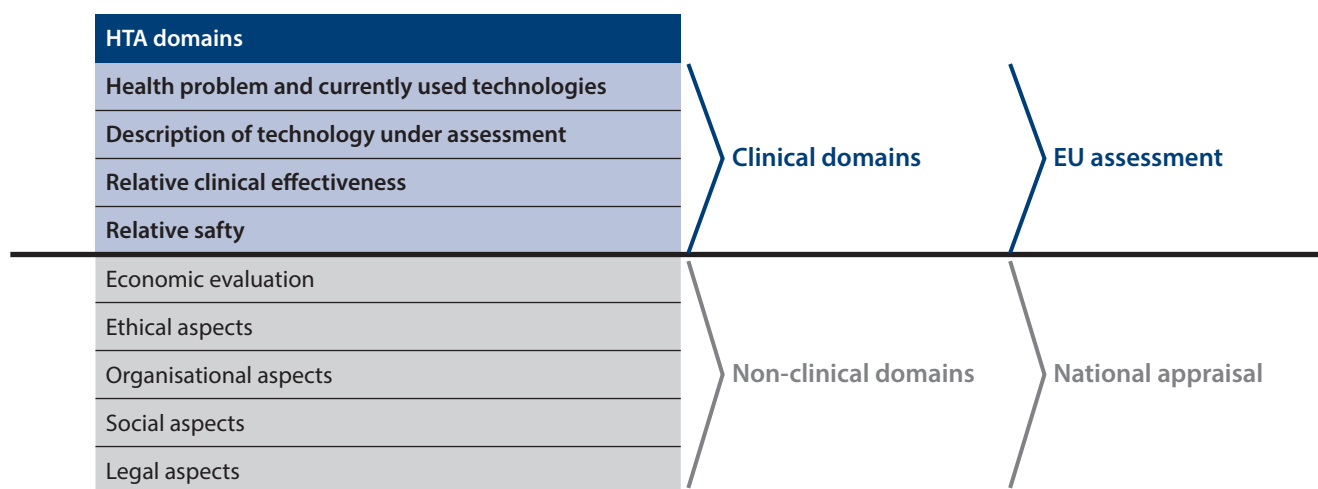 HTA domains
Health problem and currently used technologies
Description of technology under assessment
Relative clinical effectiveness
Relative safty
Clinical domains
EU assessment
Economic evaluation
Ethical aspects
Organisational aspects
Social aspects
Legal aspects
Non-clinical domains
National appraisal